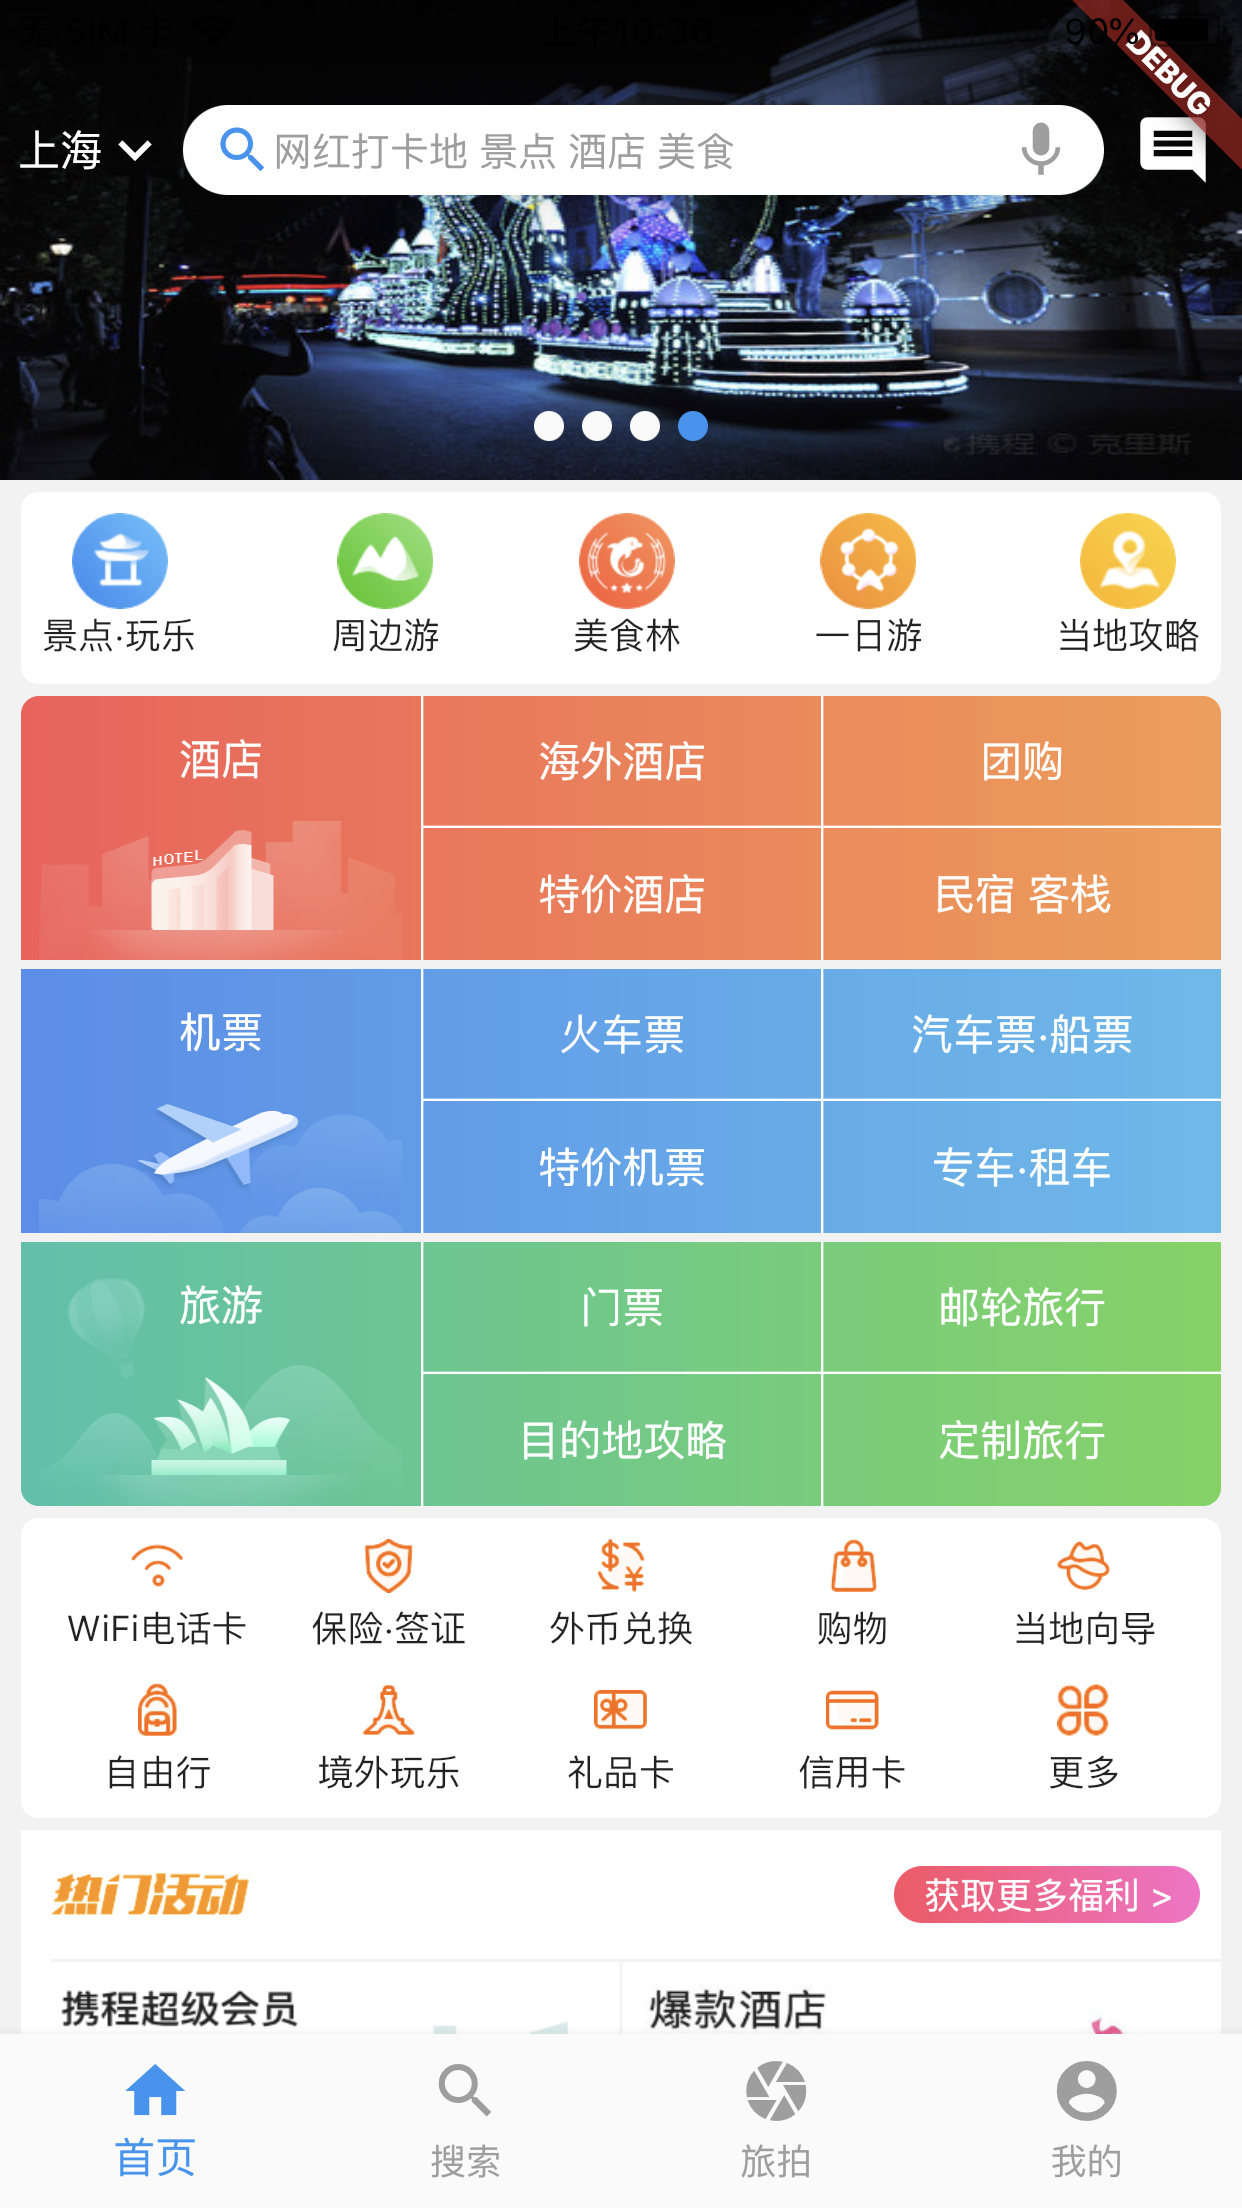 无 SIM 卡 上午10:36 90%
DEBUG
上海 网红打卡地 景点 酒店 美食
携程 © 克里斯
景点·玩乐 周边游 美食林 一日游 当地攻略
酒店 海外酒店 团购
HOTEL
特价酒店 民宿 客栈
机票 火车票 汽车票·船票
特价机票 专车·租车
旅游 门票 邮轮旅行
目的地攻略 定制旅行
WiFi电话卡 保险·签证 外币兑换 购物 当地向导
自由行 境外玩乐 礼品卡 信用卡 更多
热门活动 获取更多福利 >
携程超级会员 爆款酒店
首页 搜索 旅拍 我的